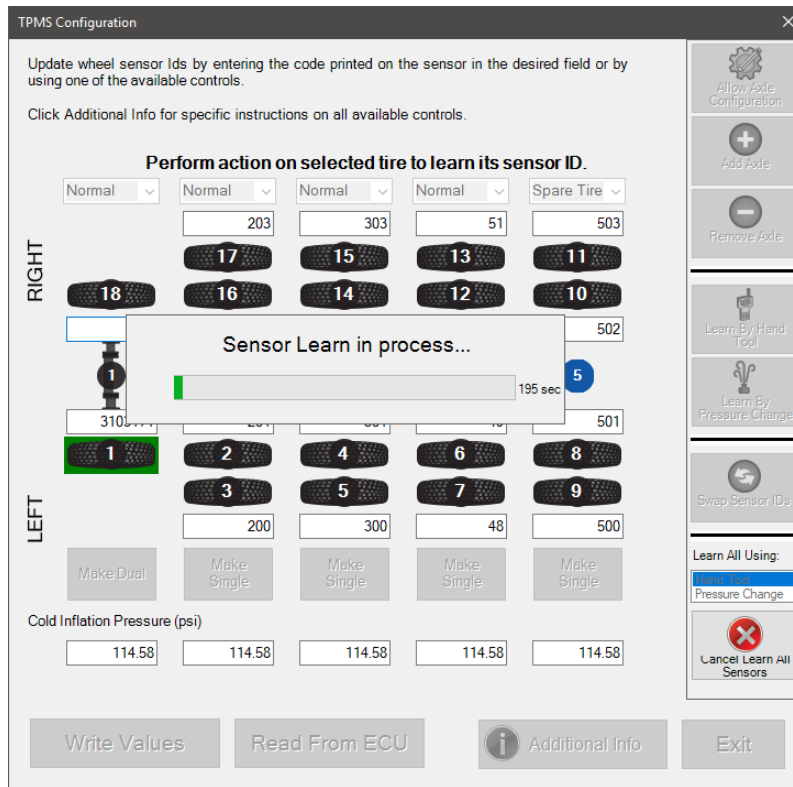 TPMS Configuration
Update wheel sensor Ids by entering the code printed on the sensor in the desired field or by
using one of the available controls.
Click Additional Info for specific instructions on all available controls.
Perform action on selected tire to learn its sensor ID.
Normal Normal Normal Normal Spare Tire
203 303 51 503
17 15 13 11
RIGHT
18 16 14 12 10
502
Sensor Learn in process...
195 sec
1 5
501
1 2 4 6 8
3 5 7 9
LEFT
200 300 48 500
Make Dual
Make Single
Make Single
Make Single
Make Single
Cold Inflation Pressure (psi)
114.58 114.58 114.58 114.58 114.58
Write Values
Read From ECU
Additional Info
Exit
Allow Axle
Configuration
Add Axle
Remove Axle
Learn By Hand
Tool
Learn By
Pressure Change
Swap Sensor IDs
Learn All Using:
Hand Tool
Pressure Change
Cancel Learn All
Sensors